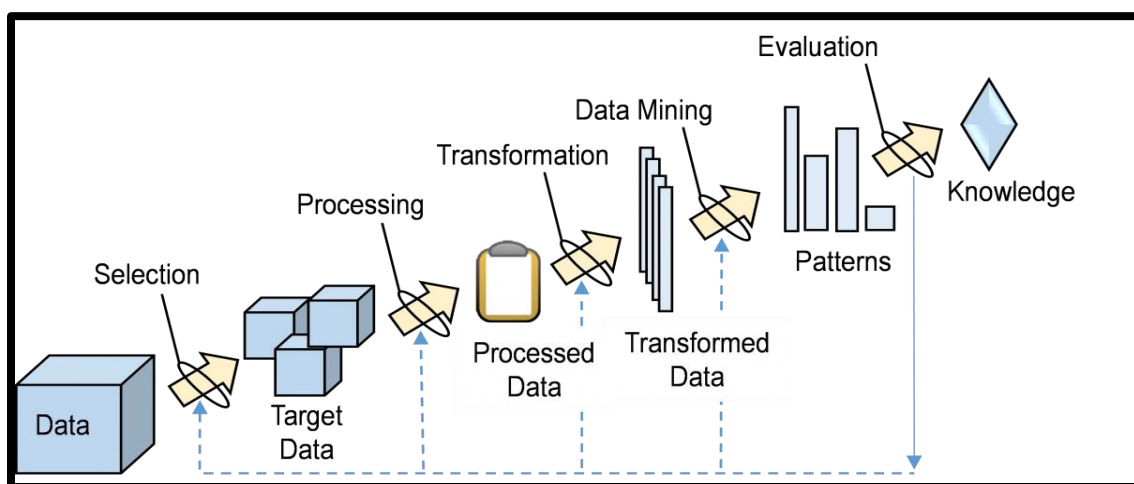 Evaluation
Data Mining
Knowledge
Transformation
Processing
Patterns
Selection
Transformed
Data
Processed
Data
Target
Data
Data